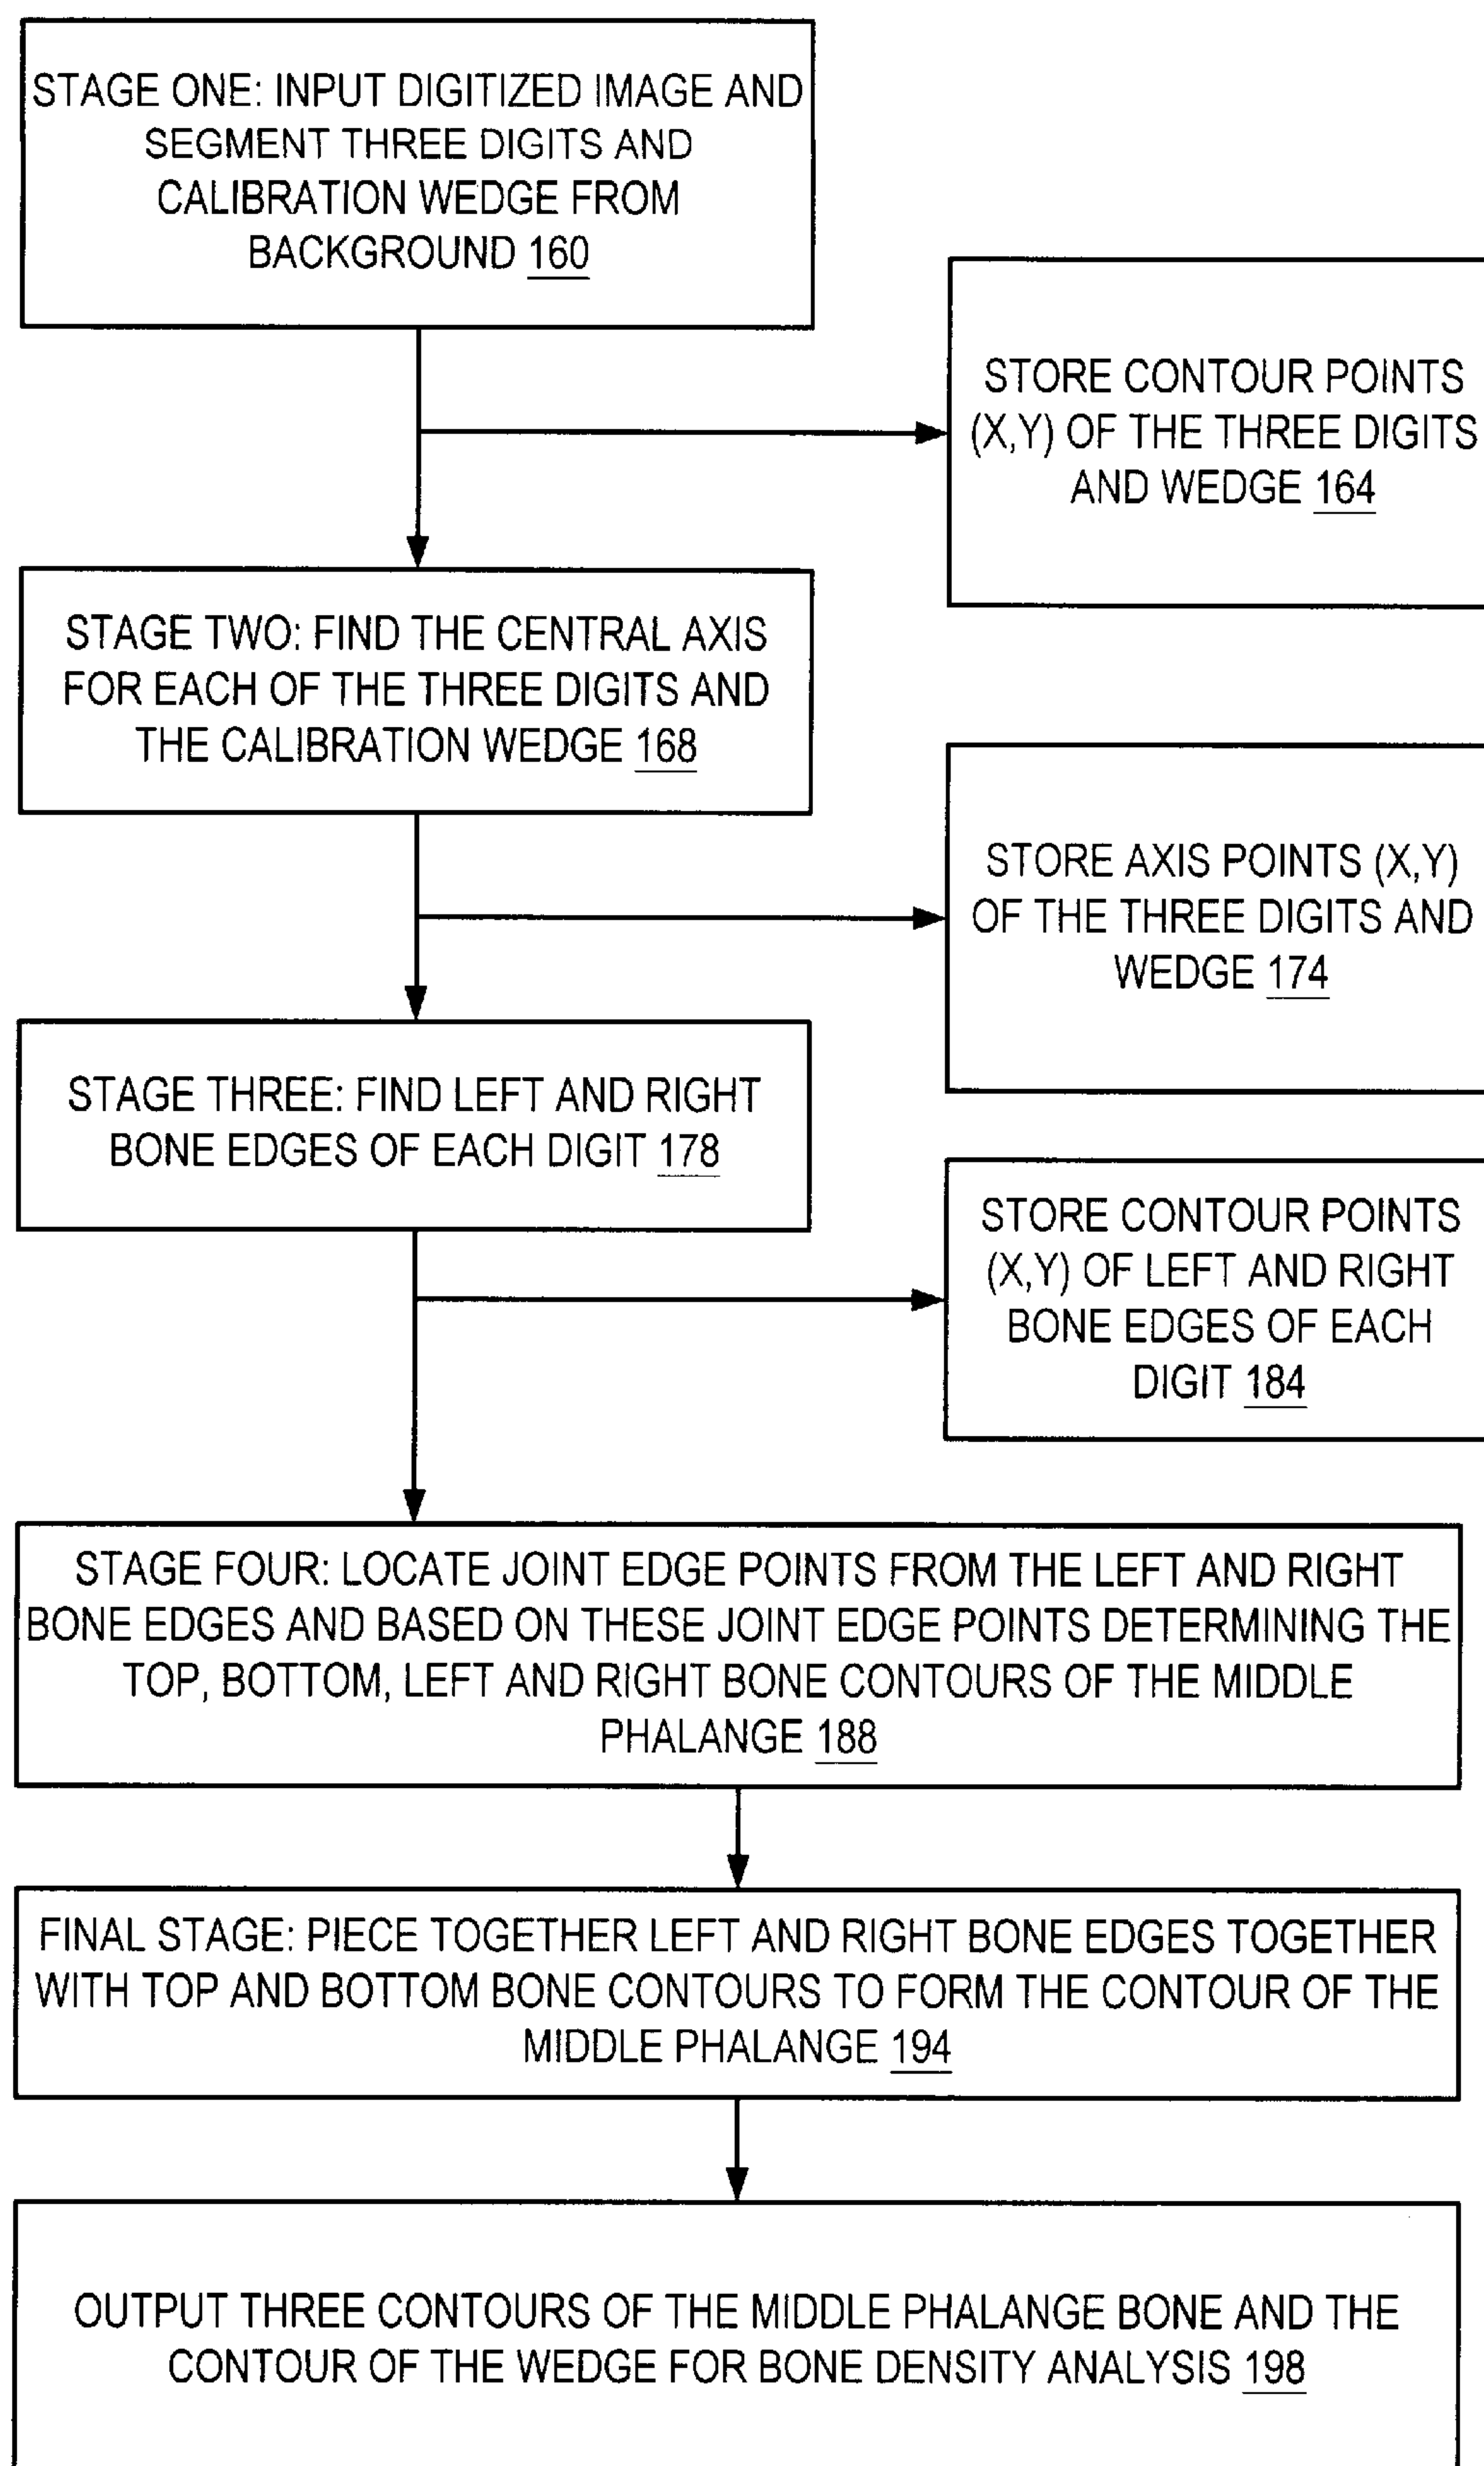 STAGE ONE: INPUT DIGITIZED IMAGE AND
SEGMENT THREE DIGITS AND
CALIBRATION WEDGE FROM
BACKGROUND 160
STORE CONTOUR POINTS
(X,Y) OF THE THREE DIGITS
AND WEDGE 164
STAGE TWO: FIND THE CENTRAL AXIS
FOR EACH OF THE THREE DIGITS AND
THE CALIBRATION WEDGE 168
STORE AXIS POINTS (X,Y)
OF THE THREE DIGITS AND
WEDGE 174
STAGE THREE: FIND LEFT AND RIGHT
BONE EDGES OF EACH DIGIT 178
STORE CONTOUR POINTS
(X,Y) OF LEFT AND RIGHT
BONE EDGES OF EACH
DIGIT 184
STAGE FOUR: LOCATE JOINT EDGE POINTS FROM THE LEFT AND RIGHT
BONE EDGES AND BASED ON THESE JOINT EDGE POINTS DETERMINING THE
TOP, BOTTOM, LEFT AND RIGHT BONE CONTOURS OF THE MIDDLE
PHALANGE 188
FINAL STAGE: PIECE TOGETHER LEFT AND RIGHT BONE EDGES TOGETHER
WITH TOP AND BOTTOM BONE CONTOURS TO FORM THE CONTOUR OF THE
MIDDLE PHALANGE 194
OUTPUT THREE CONTOURS OF THE MIDDLE PHALANGE BONE AND THE
CONTOUR OF THE WEDGE FOR BONE DENSITY ANALYSIS 198